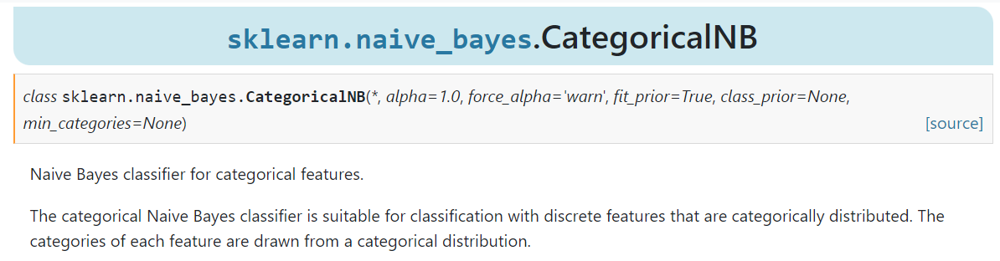 sklearn.naive_bayes.CategoricalNB
class sklearn.naive_bayes.CategoricalNB(*, alpha=1.0, force_alpha='warn', fit_prior=True, class_prior=None,
min_categories=None) [source]
Naive Bayes classifier for categorical features.
The categorical Naive Bayes classifier is suitable for classification with discrete features that are categorically distributed. The
categories of each feature are drawn from a categorical distribution.